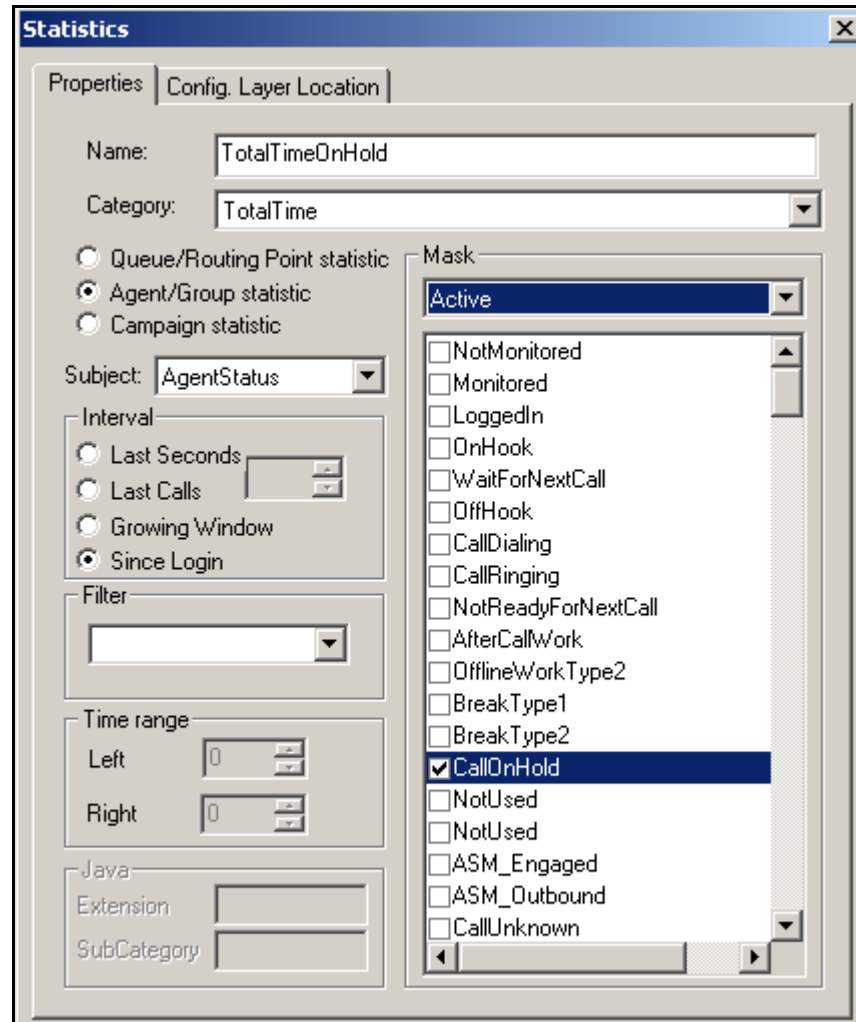 Statistics
Properties
Config. Layer Location
Name:
TotalTimeOnHold
Category:
TotalTime
Queue/Routing Point statistic
Agent/Group statistic
Campaign statistic
Subject:
AgentStatus
Interval
Last Seconds
Last Calls
Growing Window
Since Login
Filter
Time range
Left
0
Right
0
Java
Extension
SubCategory
Mask
Active
NotMonitored
Monitored
LoggedIn
OnHook
WaitForNextCall
OffHook
CallDialing
CallRinging
NotReadyForNextCall
AfterCallWork
OfflineWorkType2
BreakType1
BreakType2
CallOnHold
NotUsed
NotUsed
ASM_Engaged
ASM_Outbound
CallUnknown